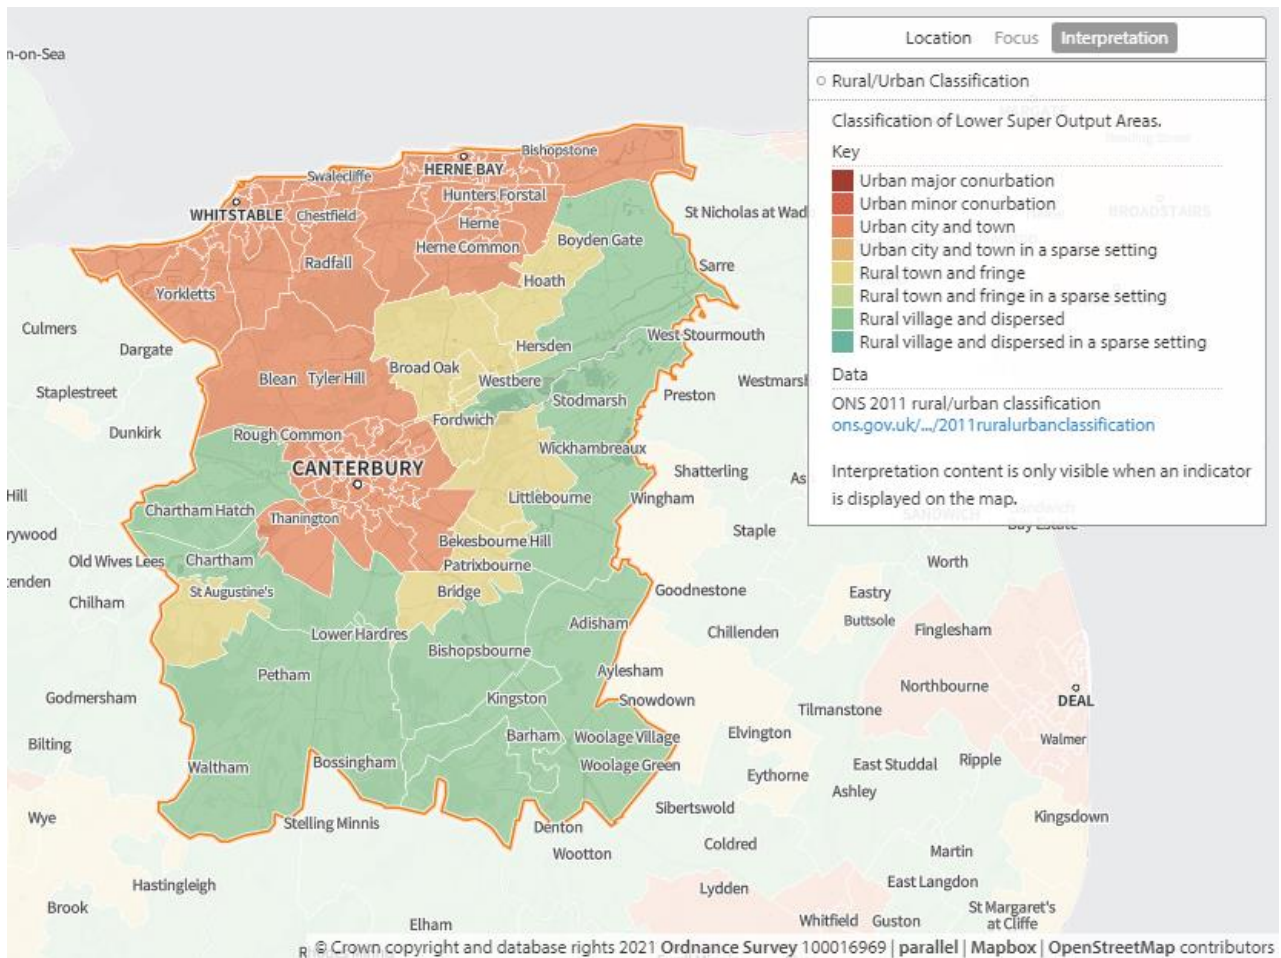 n-on-Sea
Location Focus Interpretation
Rural/Urban Classification
Classification of Lower Super Output Areas.
Key
Urban major conurbation
Urban minor conurbation
Urban city and town
Urban city and town in a sparse setting
Rural town and fringe
Rural town and fringe in a sparse setting
Rural village and dispersed
Rural village and dispersed in a sparse setting
Data
ONS 2011 rural/urban classification
ons.gov.uk/.../2011ruralurbanclassification
Interpretation content is only visible when an indicator
is displayed on the map.
BROADSTAIRS
SANDWICH
Bishopstone
HERNE BAY
Swalecliffe
Hunters Forstal
WHITSTABLE
Chestfield
St Nicholas at Wad
Herne
Boyden Gate
Herne Common
Radfall
Sarre
Hoath
Yorkletts
Culmers
West Stourmouth
Dargate
Hersden
Broad Oak
Blean
Tyler Hill
Westbere
Westmars
Staplestreet
Stodmarsh
Preston
Fordwich
Dunkirk
Rough Common
Wickhambreaux
CANTERBURY
Shatterling
As
Hill
Littlebourne
Wingham
Chartham Hatch
Thanington
Bay Estate
rywood
Staple
Bekesbourne Hill
Old Wives Lees
Chartham
Worth
Patrixbourne
tenden
St Augustine's
Bridge
Goodnestone
Eastry
Chilham
Buttsole
Adisham
Finglesham
Lower Hardres
Chillenden
Bishopsbourne
Petham
Aylesham
Northbourne
Godmersham
Kingston
Snowdown
DEAL
Tilmanstone
Barham
Woolage Village
Elvington
Walmer
Bilting
Bossingham
Woolage Green
East Studdal
Ripple
Waltham
Eythorne
Ashley
Sibertswold
Kingsdown
Wye
Stelling Minnis
Denton
Coldred
Wootton
Martin
Hastingleigh
Lydden
East Langdon
Brook
St Margaret's
at Cliffe
Elham
Whitfield
Guston
© Crown copyright and database rights 2021 Ordnance Survey 100016969 | parallel | Mapbox | OpenStreetMap contributors